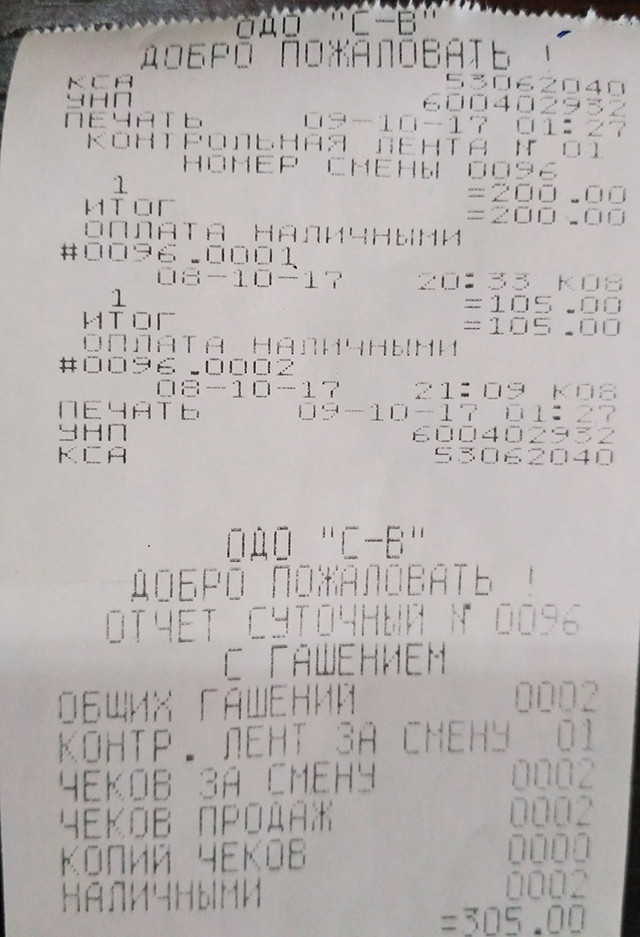 ОДО "С-В"
ДОБРО ПОЖАЛОВАТЬ !
КСА 53062040
УНП 600402932
ПЕЧАТЬ 09-10-17 01:27
КОНТРОЛЬНАЯ ЛЕНТА № 01
НОМЕР СМЕНЫ 0096
1 =200.00
ИТОГ =200.00
ОПЛАТА НАЛИЧНЫМИ
#0096.0001
08-10-17 20:33 К08
1 =105.00
ИТОГ =105.00
ОПЛАТА НАЛИЧНЫМИ
#0096.0002
08-10-17 21:09 К08
ПЕЧАТЬ 09-10-17 01:27
УНП 600402932
КСА 53062040
ОДО "С-В"
ДОБРО ПОЖАЛОВАТЬ !
ОТЧЕТ СУТОЧНЫЙ № 0096
С ГАШЕНИЕМ
ОБЩИХ ГАШЕНИЙ 0002
КОНТР. ЛЕНТ ЗА СМЕНУ 01
ЧЕКОВ ЗА СМЕНУ 0002
ЧЕКОВ ПРОДАЖ 0002
КОПИЙ ЧЕКОВ 0000
НАЛИЧНЫМИ 0002
=305.00